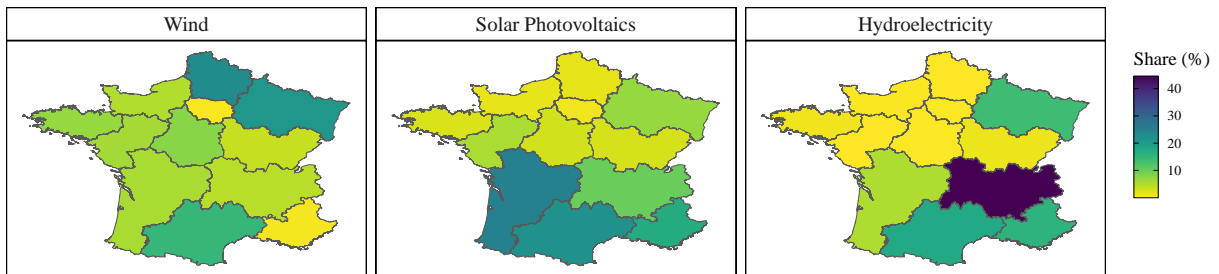 Wind
Solar Photovoltaics
Hydroelectricity
Share (%)
40
30
20
10